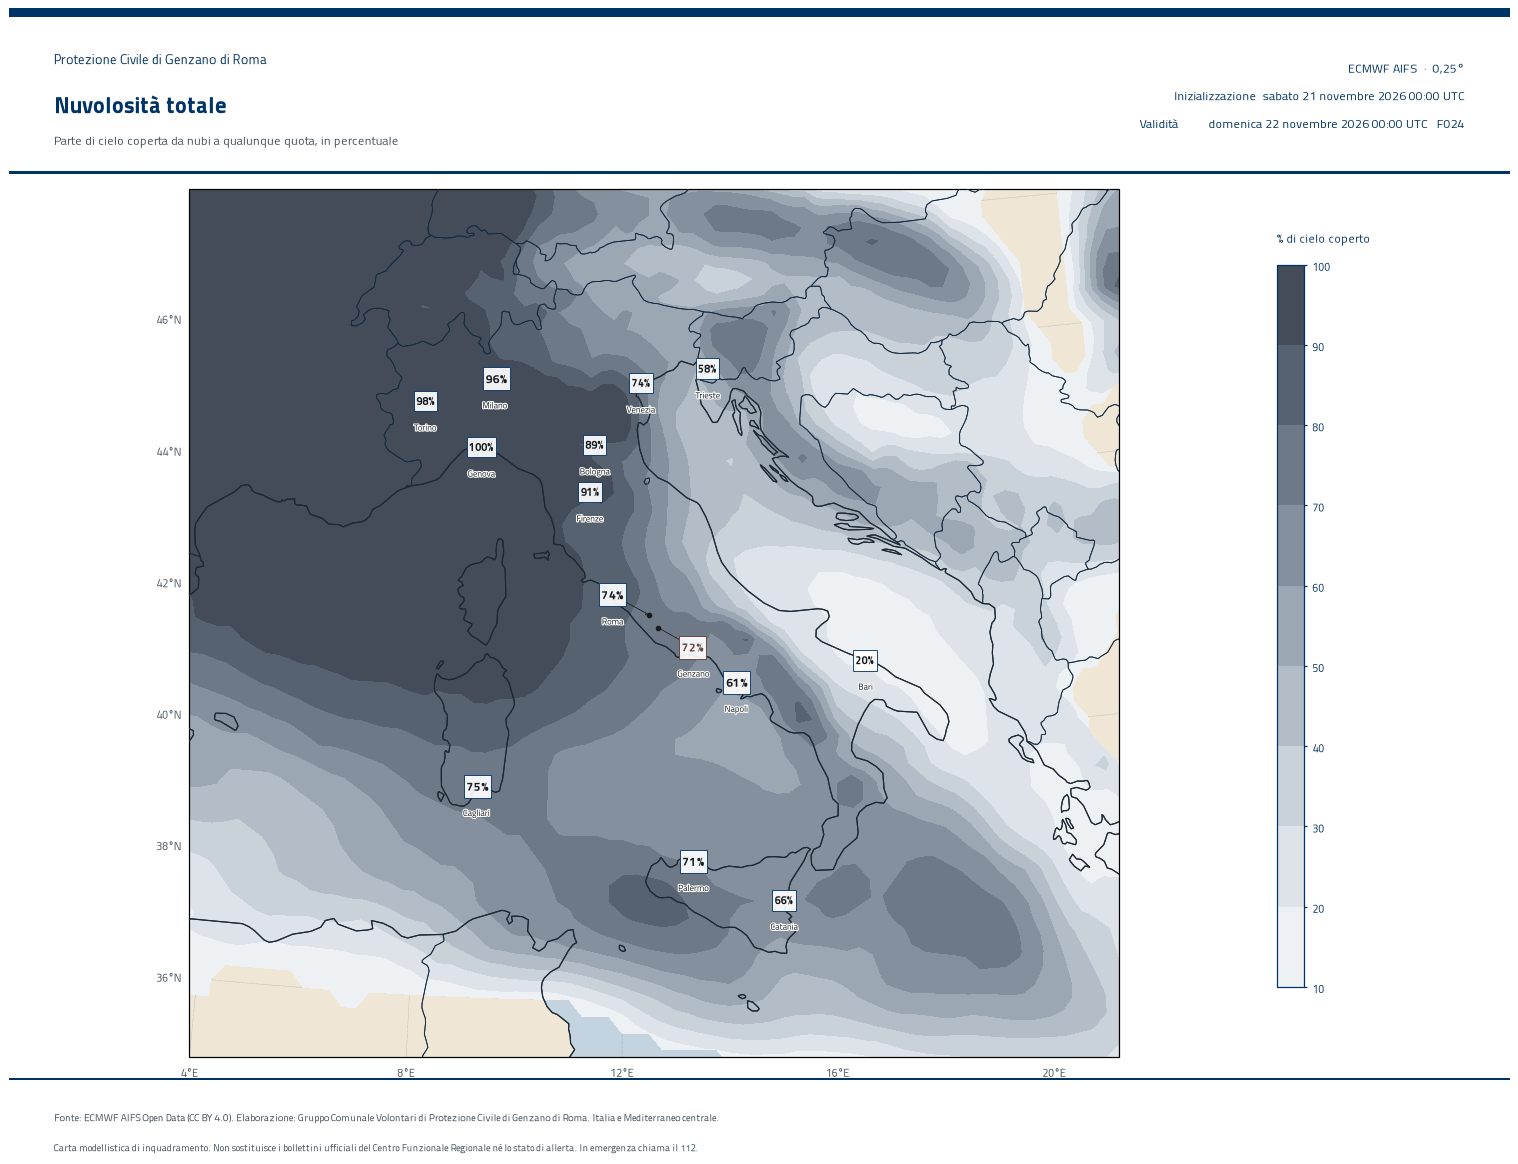 Protezione Civile di Genzano di Roma
Nuvolosità totale
Parte di cielo coperta da nubi a qualunque quota, in percentuale
ECMWF AIFS · 0,25°
Inizializzazione sabato 21 novembre 2026 00:00 UTC
Validità domenica 22 novembre 2026 00:00 UTC F024
% di cielo coperto
100
90
80
70
60
50
40
30
20
10
46°N
44°N
42°N
40°N
38°N
36°N
4°E
8°E
12°E
16°E
20°E
58%
Trieste
96%
Milano
74%
Venezia
98%
Torino
100%
Genova
89%
Bologna
91%
Firenze
74%
Roma
72%
Genzano
20%
Bari
61%
Napoli
75%
Cagliari
71%
Palermo
66%
Catania
Fonte: ECMWF AIFS Open Data (CC BY 4.0). Elaborazione: Gruppo Comunale Volontari di Protezione Civile di Genzano di Roma. Italia e Mediterraneo centrale.
Carta modellistica di inquadramento. Non sostituisce i bollettini ufficiali del Centro Funzionale Regionale né lo stato di allerta. In emergenza chiama il 112.